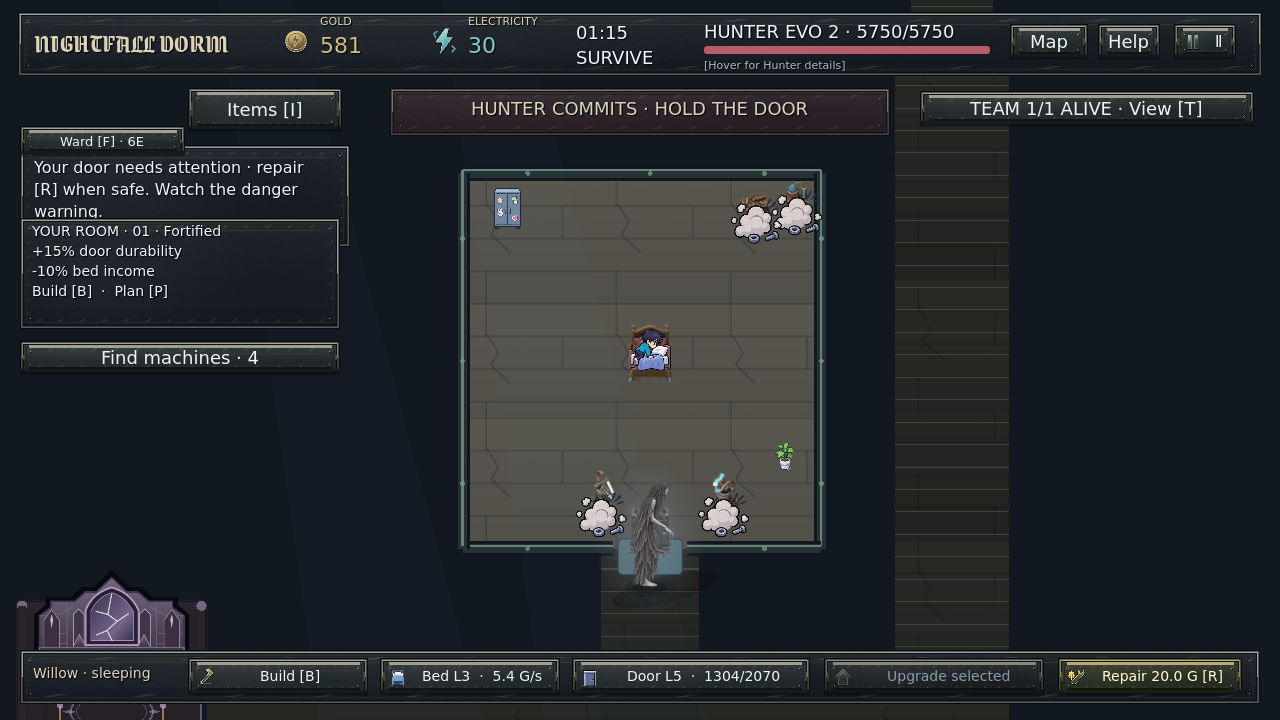 NIGHTFALL DORM
GOLD
581
ELECTRICITY
30
01:15
SURVIVE
HUNTER EVO 2 · 5750/5750
[Hover for Hunter details]
Map
Help
Items [I]
HUNTER COMMITS · HOLD THE DOOR
TEAM 1/1 ALIVE · View [T]
Ward [F] · 6E
Your door needs attention · repair
[R] when safe. Watch the danger
warning.
YOUR ROOM · 01 · Fortified
+15% door durability
-10% bed income
Build [B] · Plan [P]
Find machines · 4
Willow · sleeping
Build [B]
Bed L3 · 5.4 G/s
Door L5 · 1304/2070
Upgrade selected
Repair 20.0 G [R]